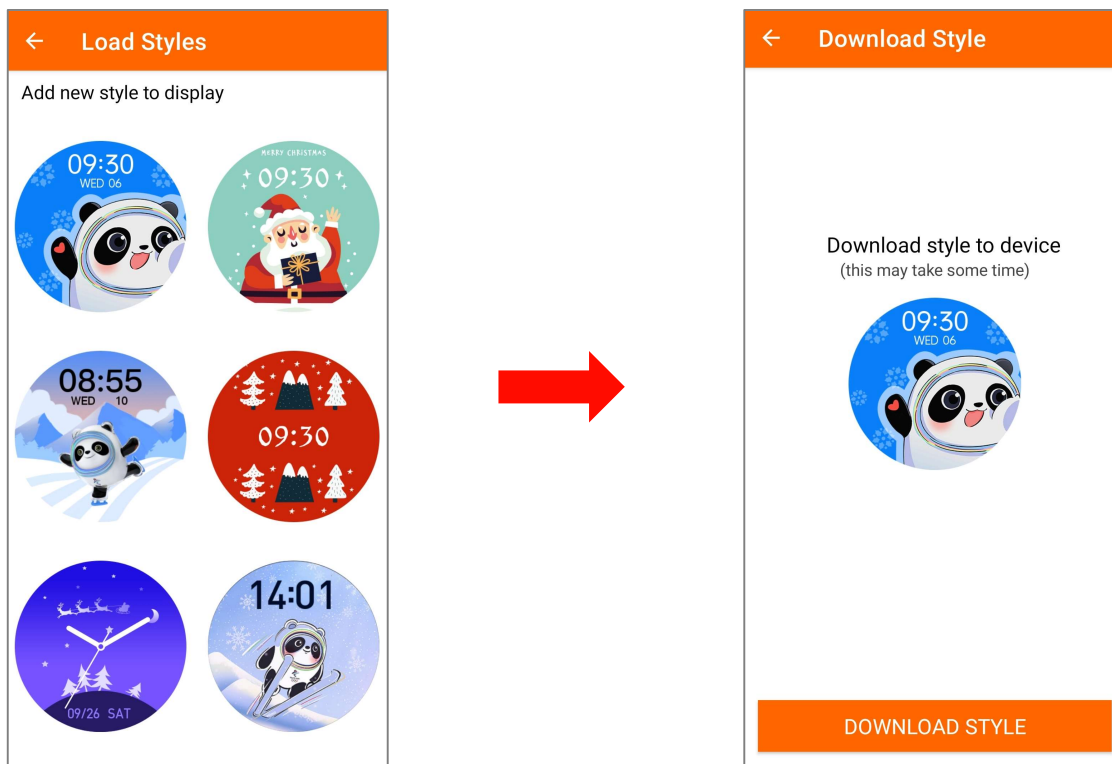 Load Styles
Add new style to display
09:30
WED 06
MERRY CHRISTMAS
09:30
08:55
WED 10
09:30
09/26 SAT
14:01
Download Style
Download style to device
(this may take some time)
09:30
WED 06
DOWNLOAD STYLE